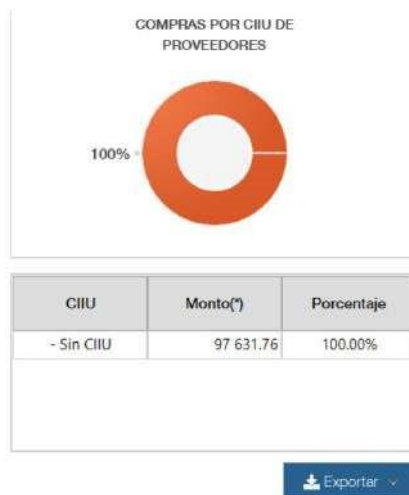 COMPRAS POR CIIU DE
PROVEEDORES
100%
CIIU Monto(*) Porcentaje
- Sin CIIU 97 631.76 100.00%
Exportar